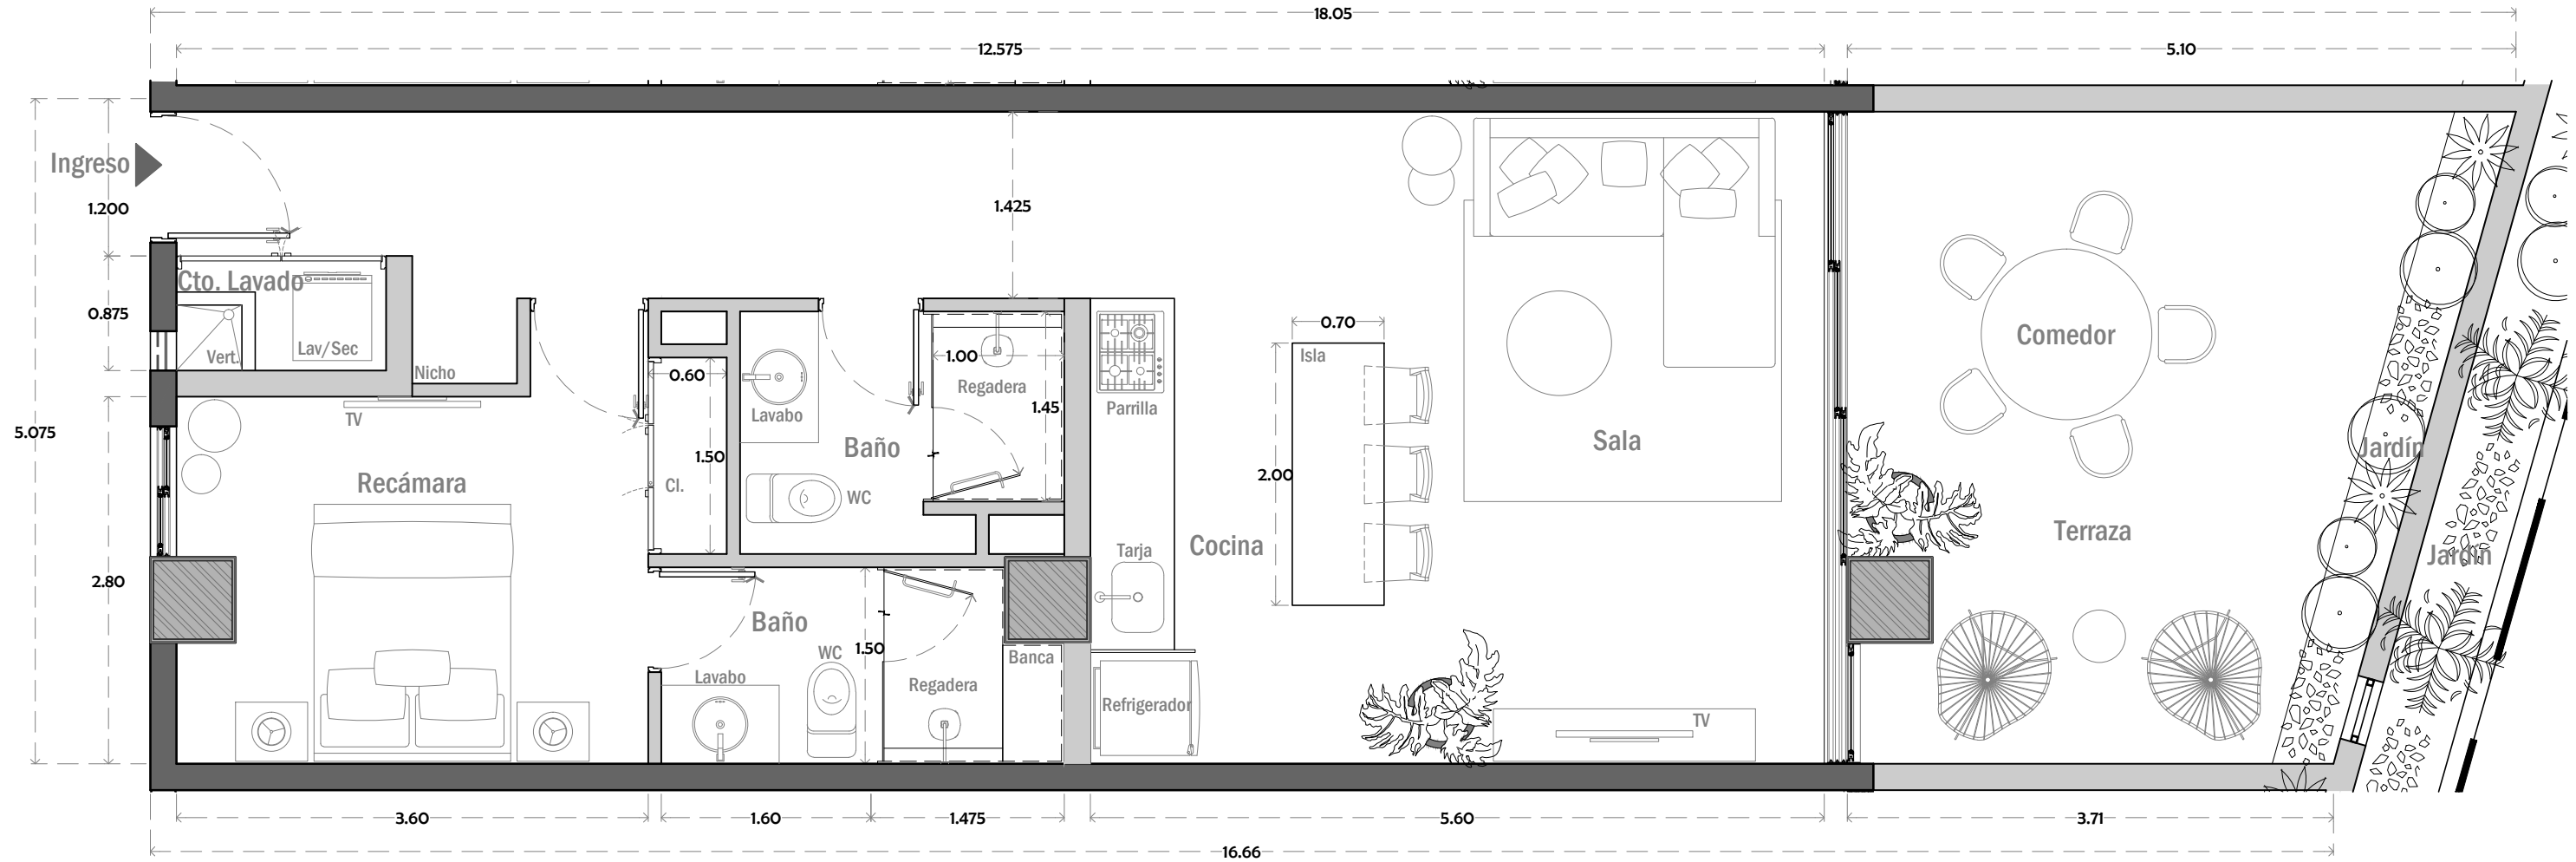 18.05
12.575
5.10
Ingreso
1.200
1.425
Cto. Lavado
0.875
Vert.
Lav/Sec
Nicho
0.70
Isla
Comedor
0.60
1.00
Regadera
Parrilla
1.45
Lavabo
TV
5.075
Sala
Jardín
Baño
1.50
Recámara
Cl.
WC
2.00
Terraza
Tarja
Cocina
Jardín
2.80
Baño
WC
1.50
Banca
Lavabo
Regadera
Refrigerador
TV
3.60
1.60
1.475
5.60
3.71
16.66